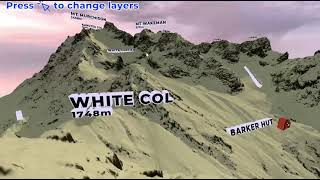 Press to change layers
MT MURCHISON
MT WAKEMAN
WHITE COL
1748m
BARKER HUT